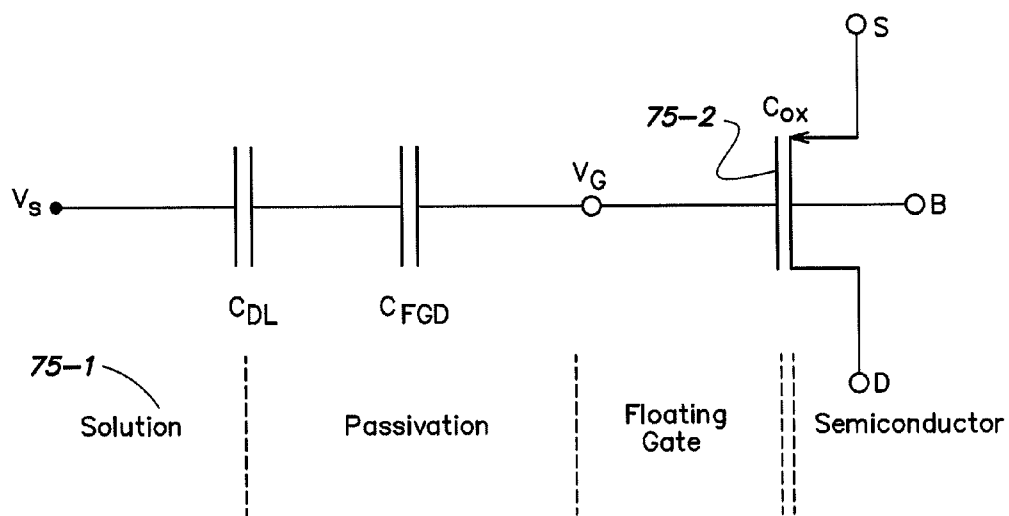 S
75-2
COX
VG
VS
B
CDL
CFGD
75-1
D
Solution
Passivation
Floating
Gate
Semiconductor